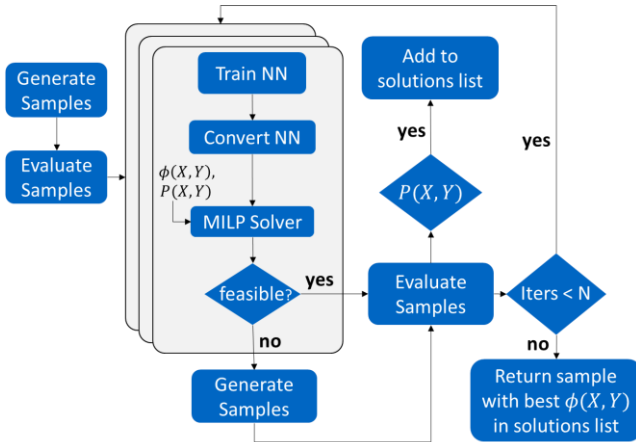 Generate
Samples
Evaluate
Samples
Train NN
Convert NN
𝜙(𝑋, 𝑌),
𝑃(𝑋, 𝑌)
MILP Solver
feasible?
yes
no
Generate
Samples
Evaluate
Samples
𝑃(𝑋, 𝑌)
yes
Add to
solutions list
Iters < N
yes
no
Return sample
with best 𝜙(𝑋, 𝑌)
in solutions list